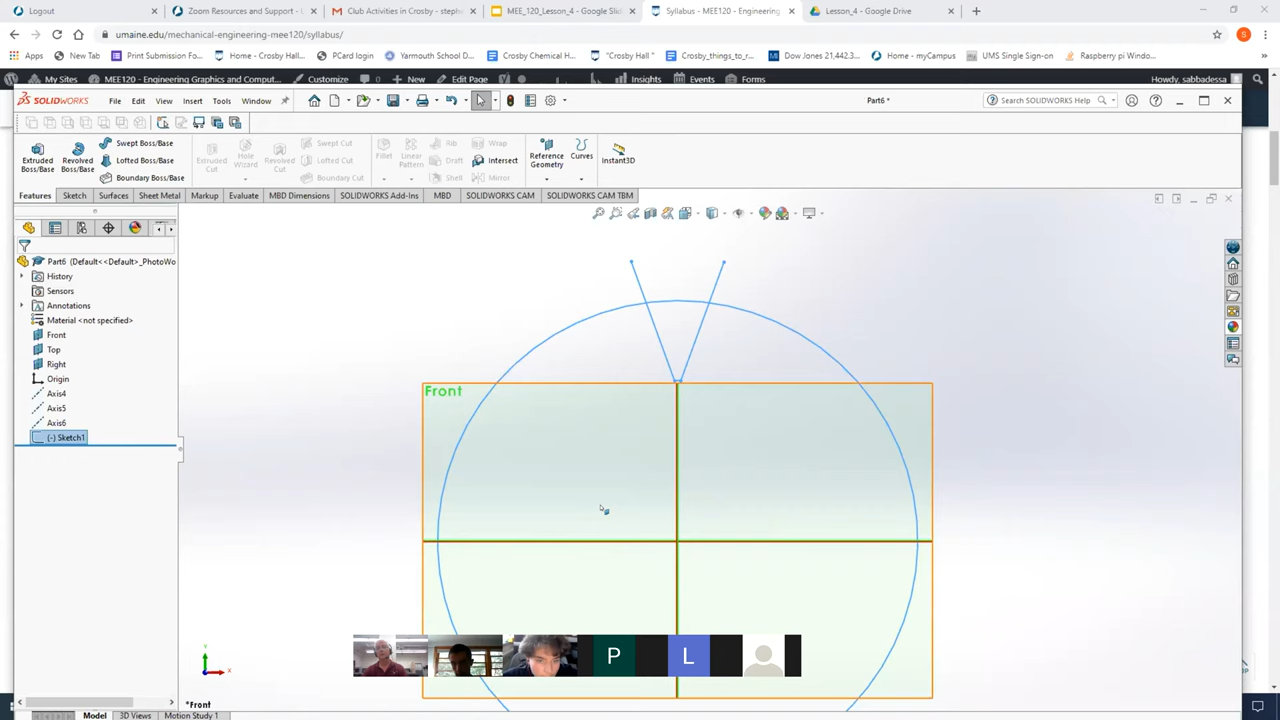 Logout
Zoom Resources and Support - U
Club Activities in Crosby - steph
MEE_120_Lesson_4 - Google Slid
Syllabus - MEE120 - Engineering
Lesson_4 - Google Drive
umaine.edu/mechanical-engineering-mee120/syllabus/
Apps
New Tab
Print Submission Fo...
Home - Crosby Hall...
PCard login
Yarmouth School D...
Crosby Chemical H...
"Crosby Hall"
Crosby_things_to_r...
Dow Jones 21,442.3...
Home - myCampus
UMS Single Sign-on
Raspberry pi Windo...
My Sites
MEE120 - Engineering Graphics and Comput...
Customize
0
New
Edit Page
Insights
Events
Forms
Howdy, sabbadessa
SOLIDWORKS
File
Edit
View
Insert
Tools
Window
Part6 *
Search SOLIDWORKS Help
Extruded Boss/Base
Revolved Boss/Base
Swept Boss/Base
Lofted Boss/Base
Boundary Boss/Base
Extruded Cut
Hole Wizard
Revolved Cut
Swept Cut
Lofted Cut
Boundary Cut
Fillet
Linear Pattern
Rib
Draft
Shell
Wrap
Intersect
Mirror
Reference Geometry
Curves
Instant3D
Features
Sketch
Surfaces
Sheet Metal
Markup
Evaluate
MBD Dimensions
SOLIDWORKS Add-Ins
MBD
SOLIDWORKS CAM
SOLIDWORKS CAM TBM
Part6 (Default<<Default>_PhotoWo
History
Sensors
Annotations
Material <not specified>
Front
Top
Right
Origin
Axis4
Axis5
Axis6
(-) Sketch1
Front
P
L
Y
X
*Front
Model
3D Views
Motion Study 1